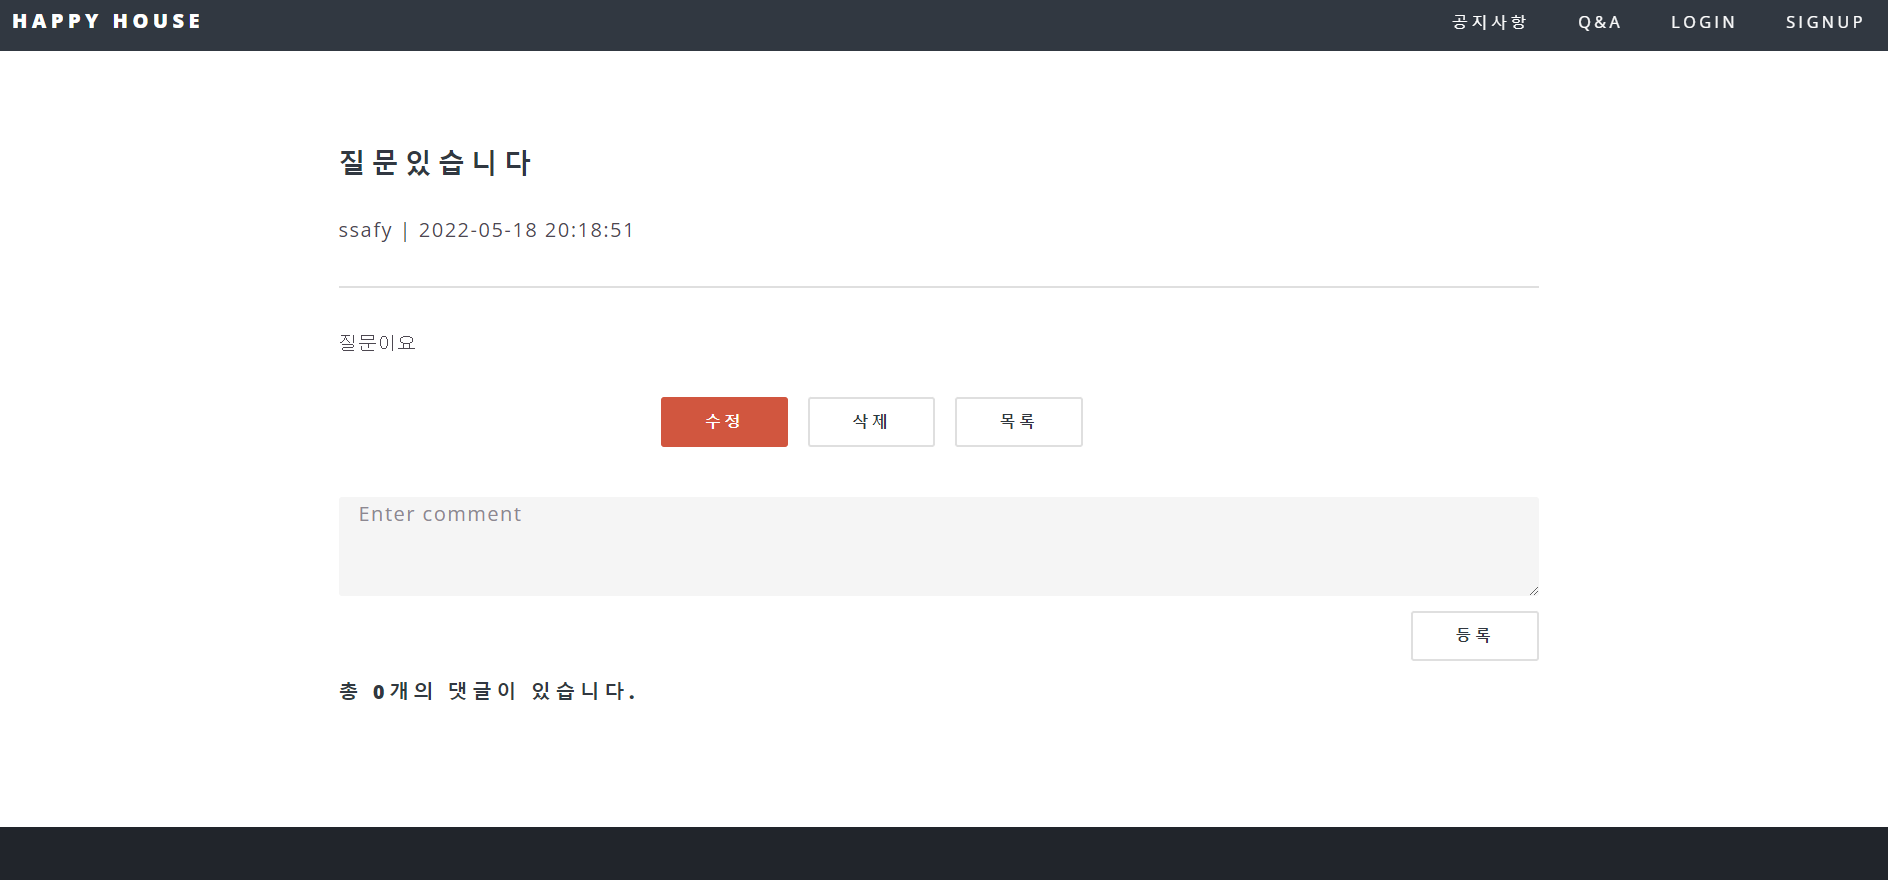 HAPPY HOUSE 공지사항 Q&A LOGIN SIGNUP
질문있습니다
ssafy | 2022-05-18 20:18:51
질문이요
수정 삭제 목록
Enter comment
등록
총 0개의 댓글이 있습니다.